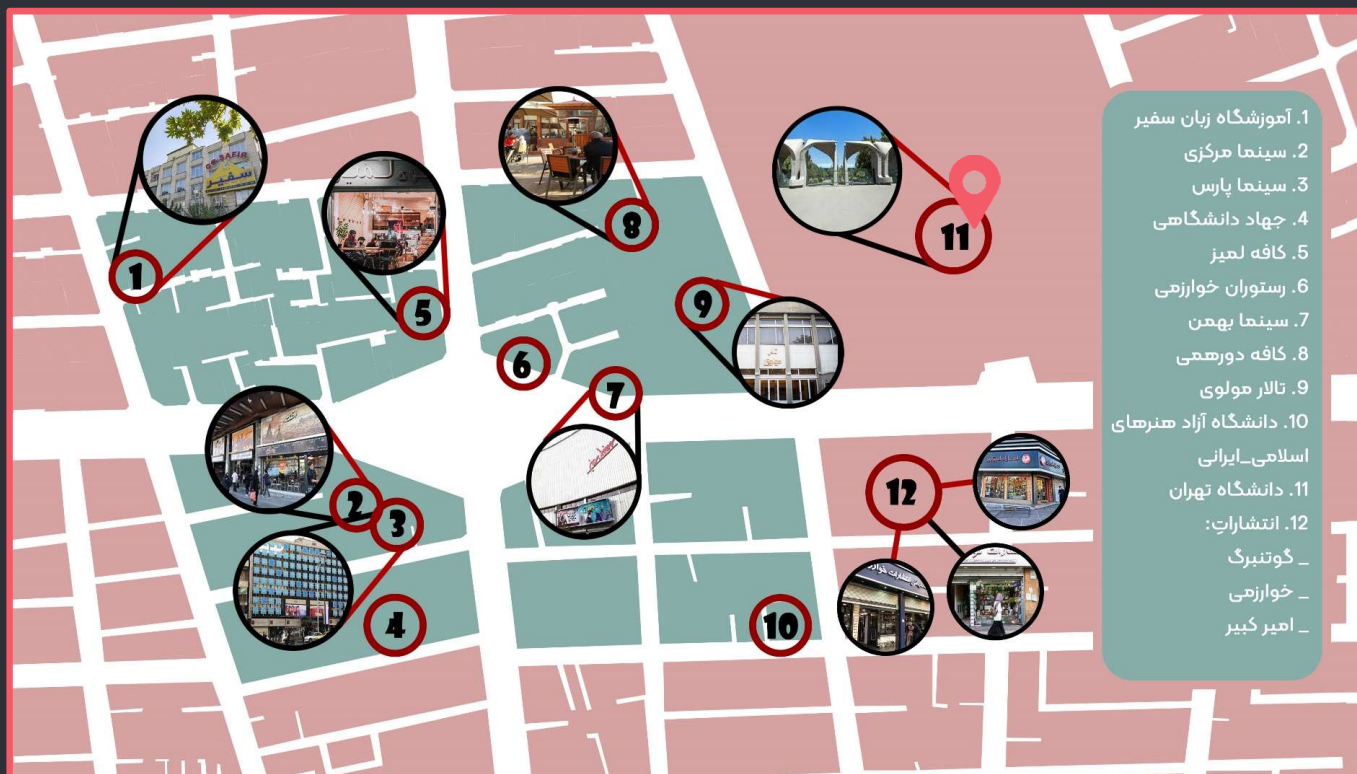 1. آموزشگاه زبان سفیر
2. سینما مرکزی
3. سینما پارس
4. جهاد دانشگاهی
5. کافه لمیز
6. رستوران خوارزمی
7. سینما بهمن
8. کافه دورهمی
9. تالار مولوی
10. دانشگاه آزاد هنرهای
اسلامی_ایرانی
11. دانشگاه تهران
12. انتشاراتِ:
_ گوتنبرگ
_ خوارزمی
_ امیر کبیر
SAFIR
سفیر
1
5
8
11
9
6
7
2
3
12
4
10